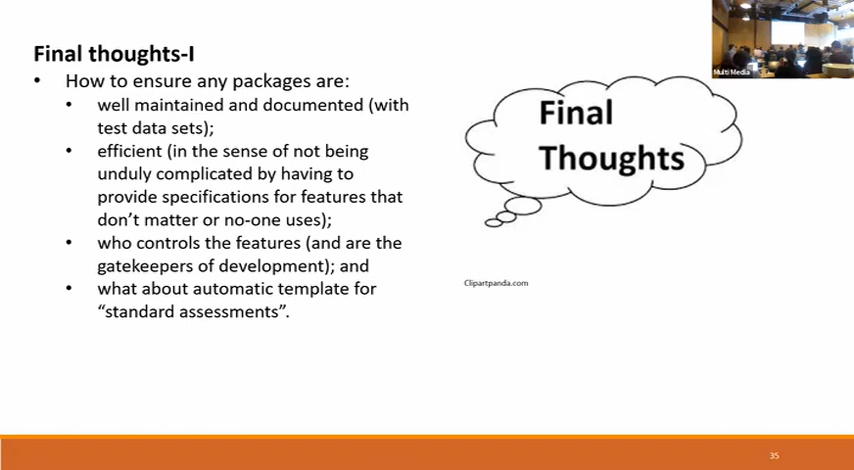 Final thoughts-I
• How to ensure any packages are:
• well maintained and documented (with
test data sets);
• efficient (in the sense of not being
unduly complicated by having to
provide specifications for features that
don’t matter or no-one uses);
• who controls the features (and are the
gatekeepers of development); and
• what about automatic template for
“standard assessments”.
Final
Thoughts
Clipartpanda.com
Multi Media
35